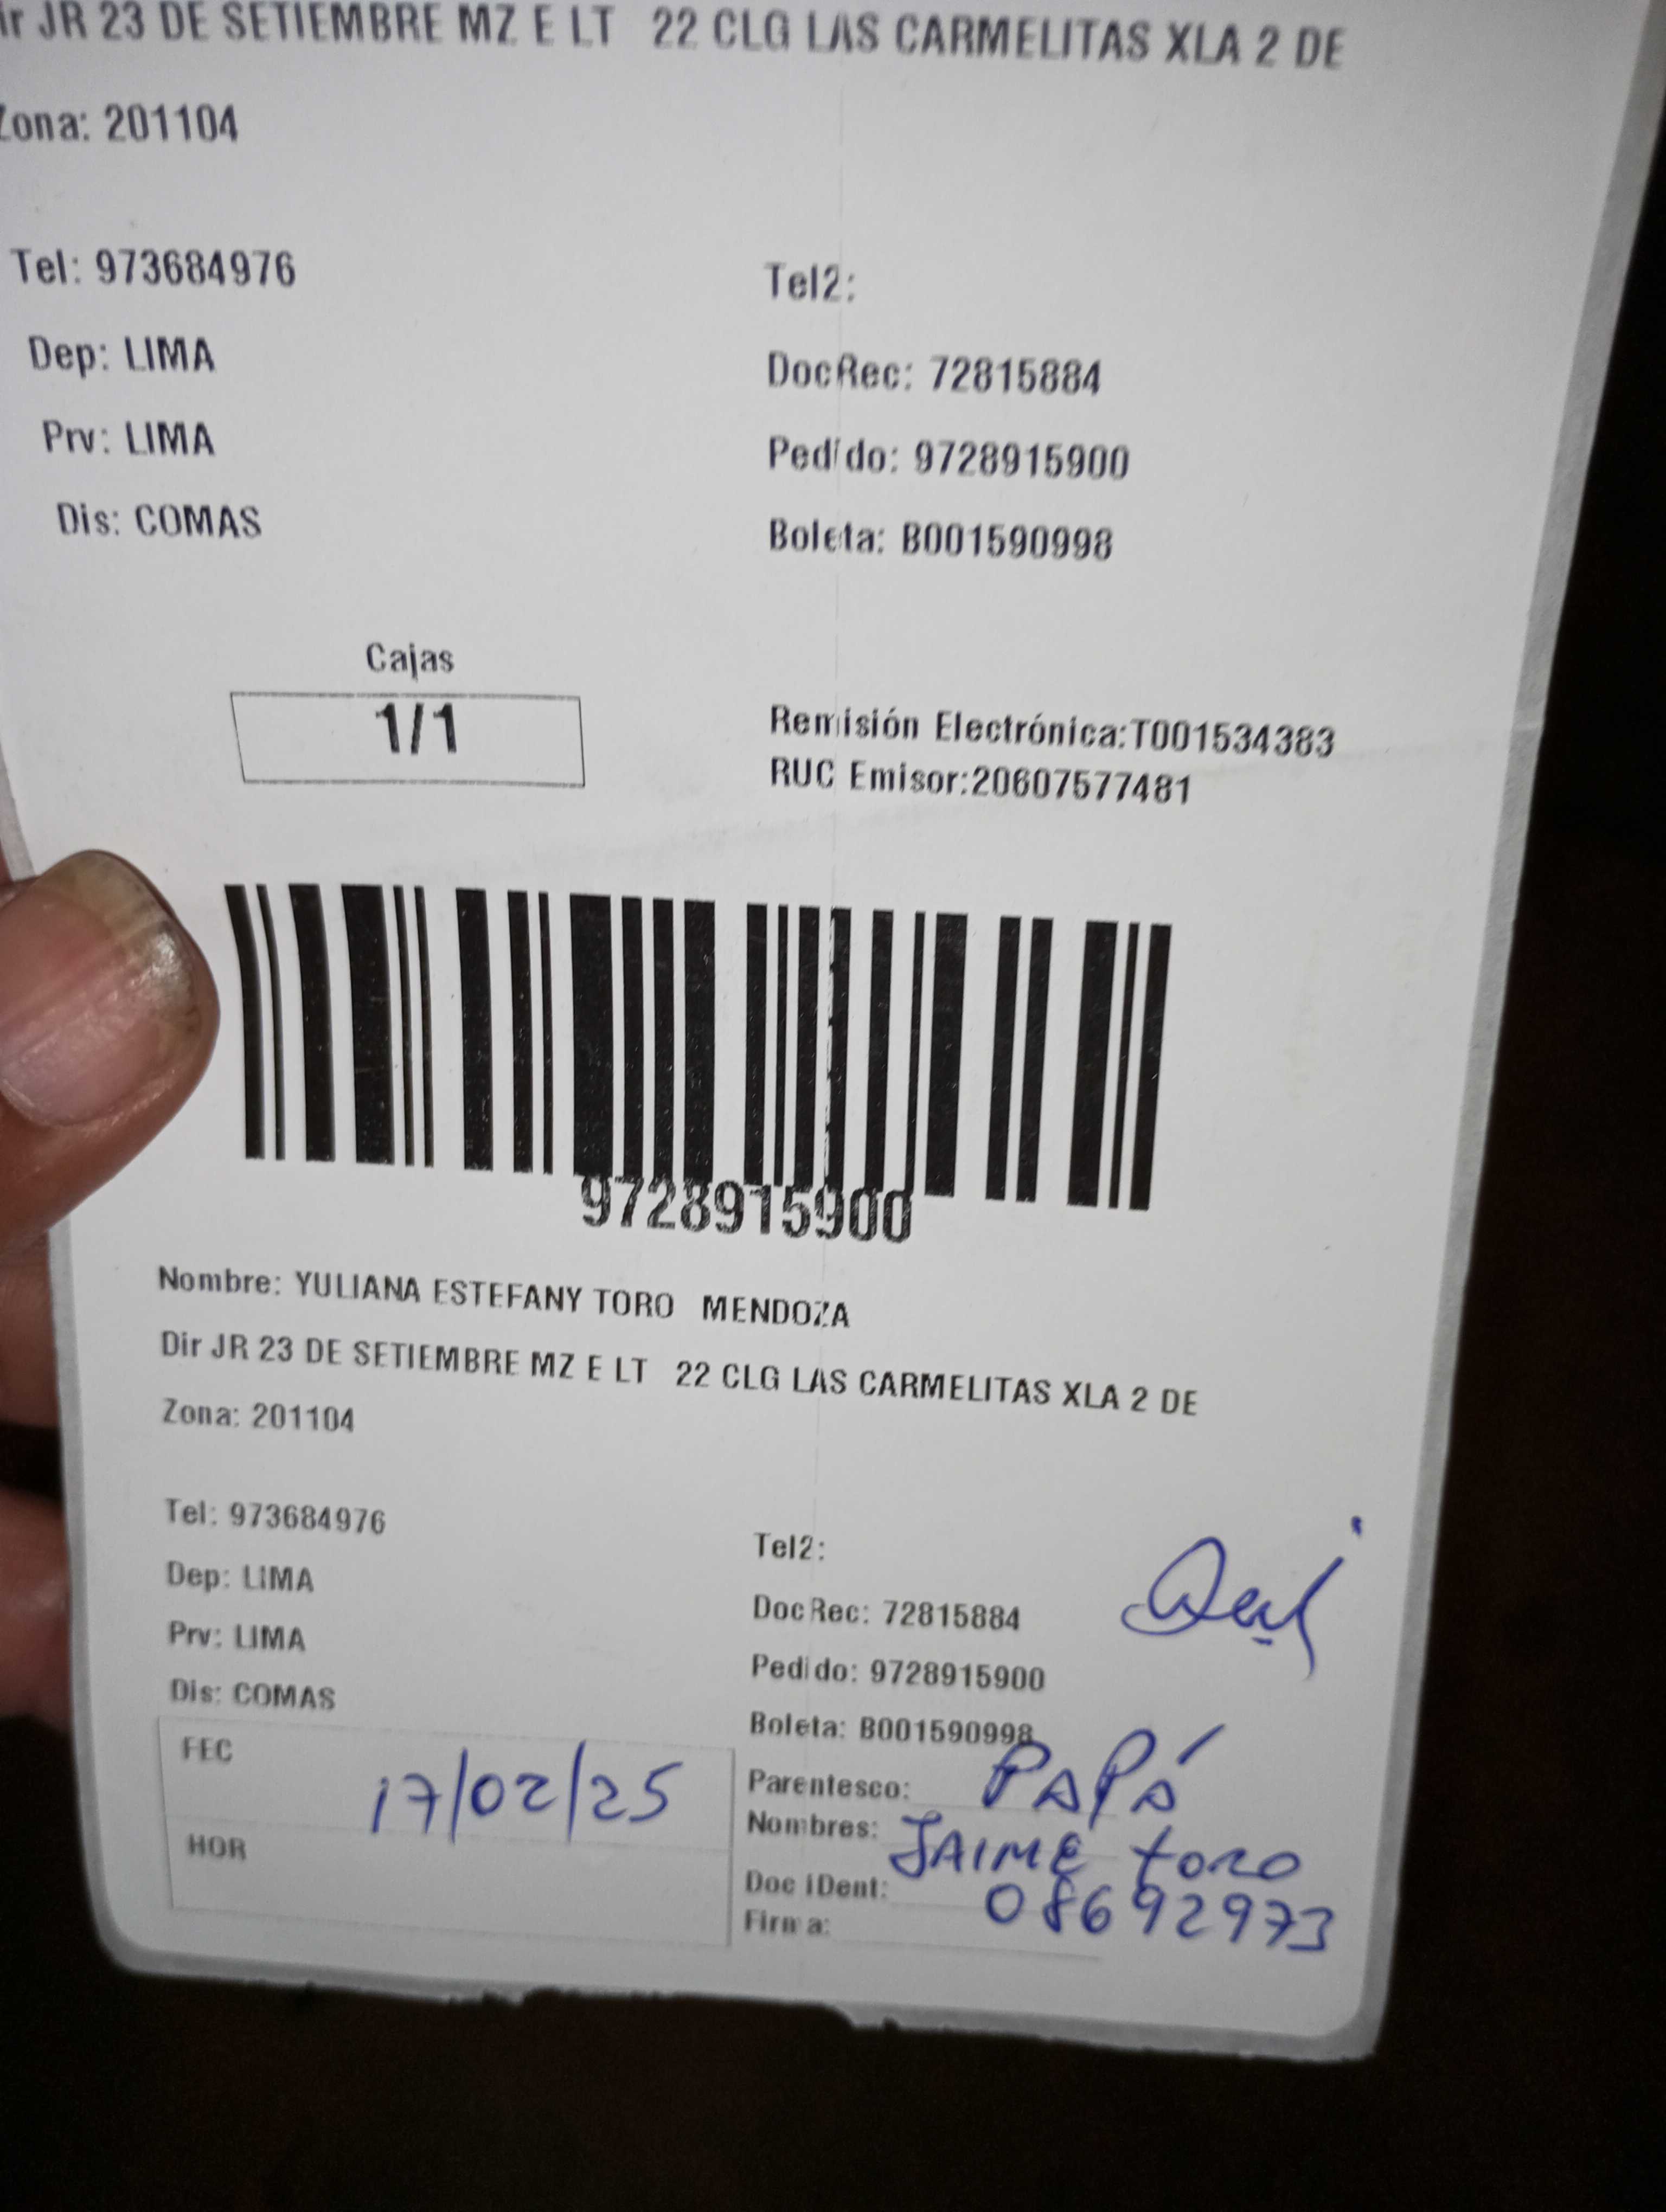 ir JR 23 DE SETIEMBRE MZ E LT 22 CLG LAS CARMELITAS XLA 2 DE
Zona: 201104
Tel: 973684976
Tel2:
Dep: LIMA
DocRec: 72815884
Prv: LIMA
Pedido: 9728915900
Dis: COMAS
Boleta: B001590998
Cajas
1/1
Remisión Electrónica:T001534383
RUC Emisor:20607577481
9728915900
Nombre: YULIANA ESTEFANY TORO MENDOZA
Dir JR 23 DE SETIEMBRE MZ E LT 22 CLG LAS CARMELITAS XLA 2 DE
Zona: 201104
Tel: 973684976
Tel2:
Dep: LIMA
DocRec: 72815884
Prv: LIMA
Pedido: 9728915900
Dis: COMAS
Boleta: B001590998
FEC 17/02/25
HOR
Parentesco: PAPÁ
Nombres: JAIME toro
Doc iDent: 08692973
Firma: